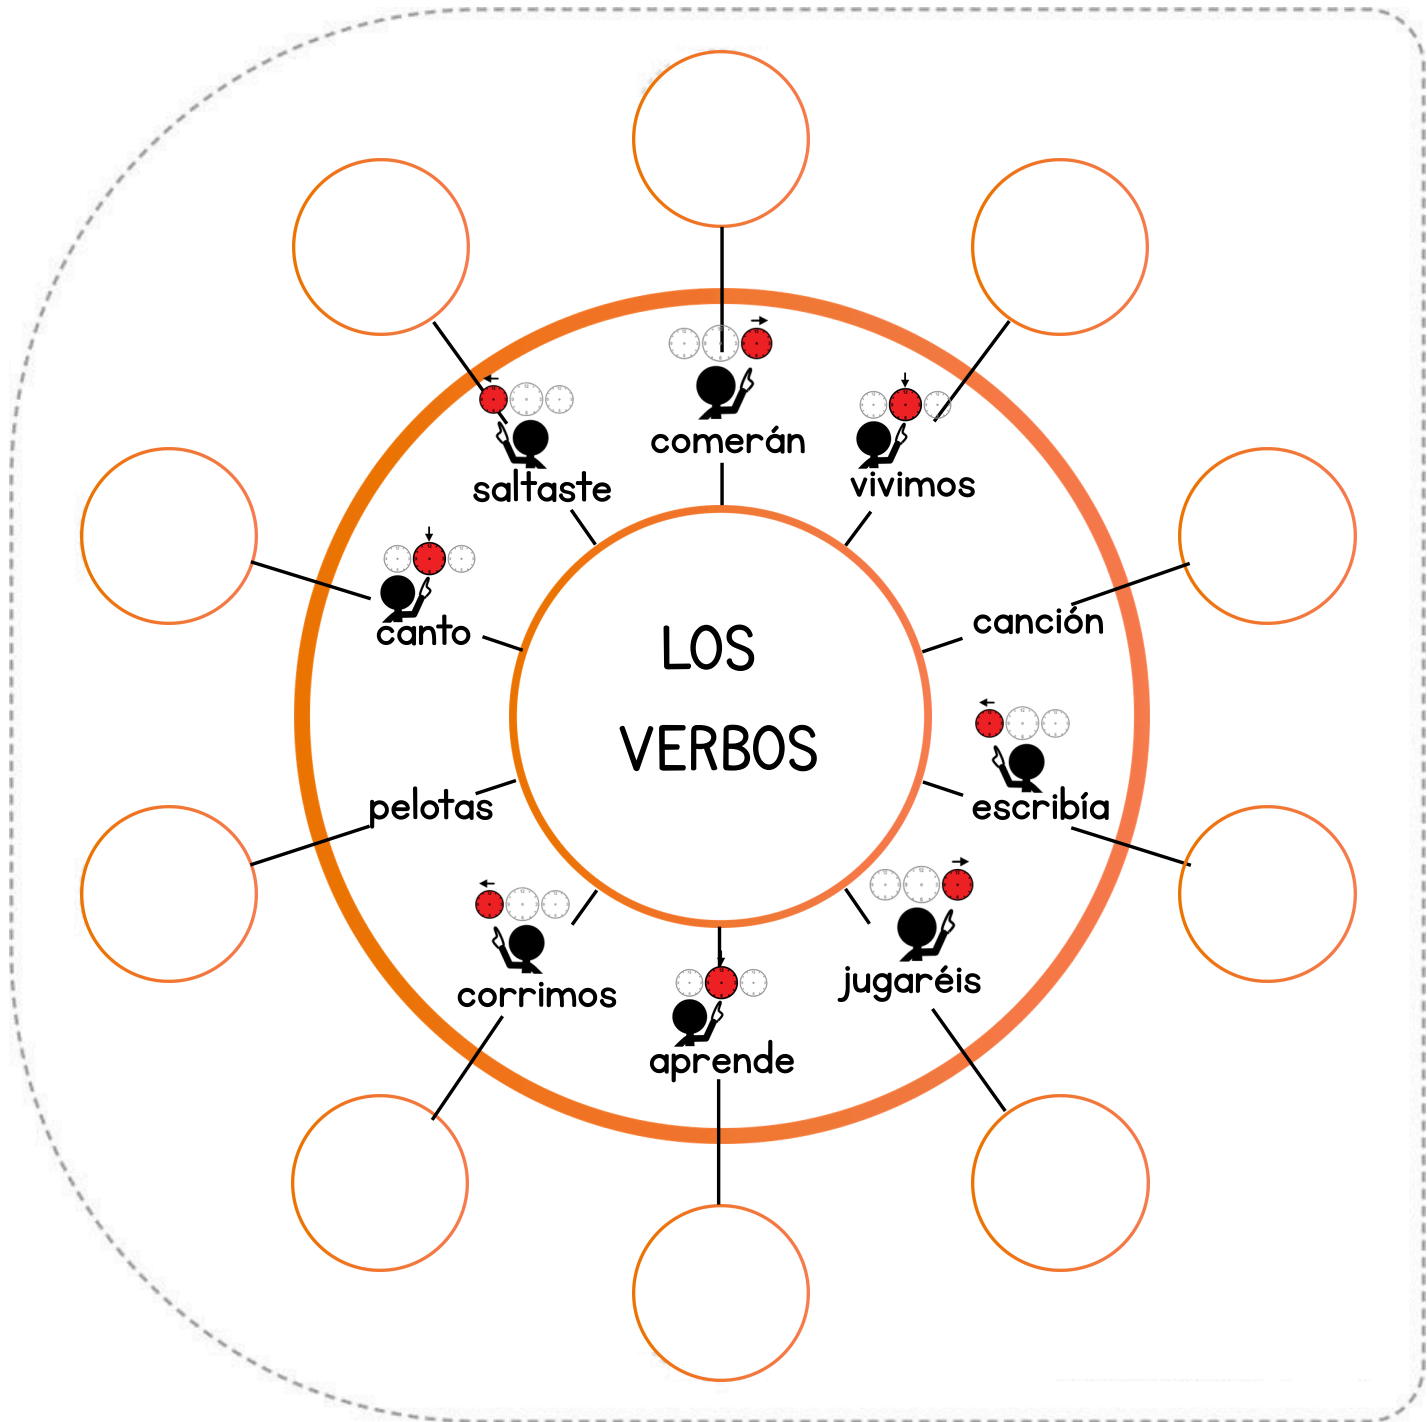 comerán
saltaste
vivimos
canto
canción
LOS
VERBOS
pelotas
escribía
corrimos
jugaréis
aprende